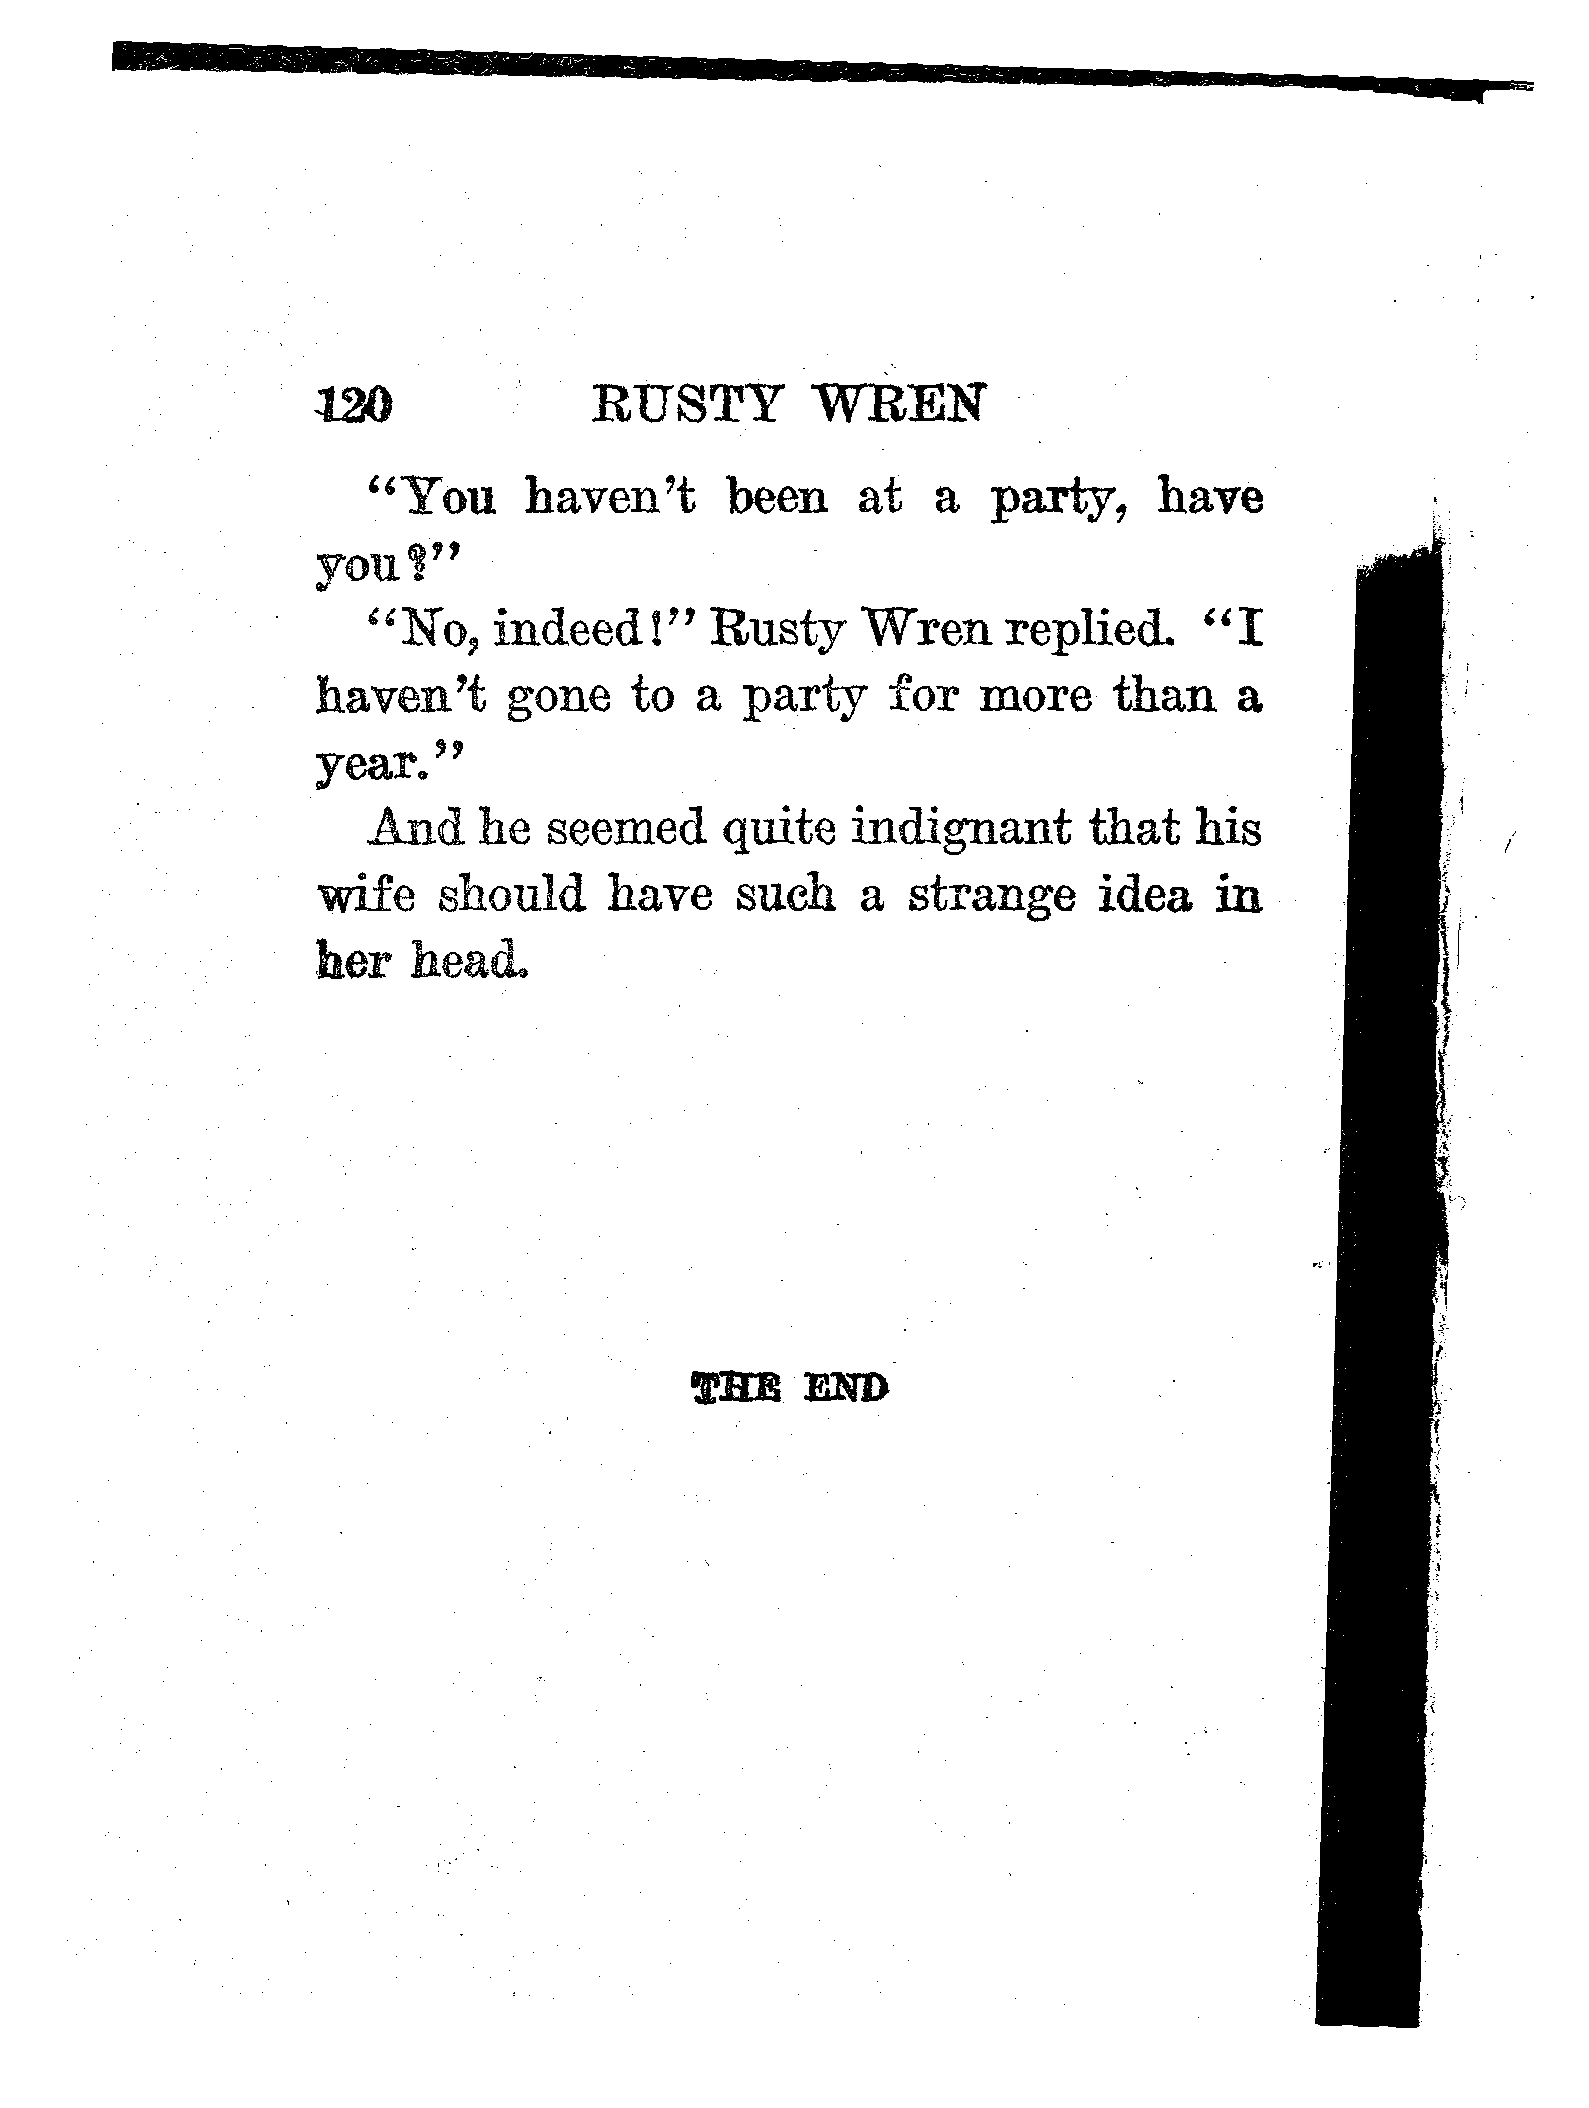 120 RUSTY WREN
“You haven’t been at a party, have
you?”
“No, indeed!” Rusty Wren replied. “I
haven’t gone to a party for more than a
year.”
And he seemed quite indignant that his
wife should have such a strange idea in
her head.
THE END